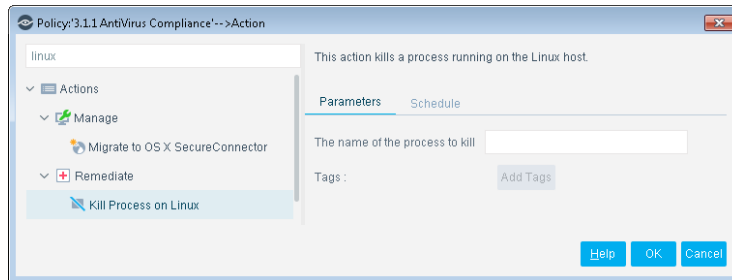 Policy:'3.1.1 AntiVirus Compliance'-->Action
linux
Actions
Manage
Migrate to OS X SecureConnector
Remediate
Kill Process on Linux
This action kills a process running on the Linux host.
Parameters Schedule
The name of the process to kill
Tags : Add Tags
Help OK Cancel